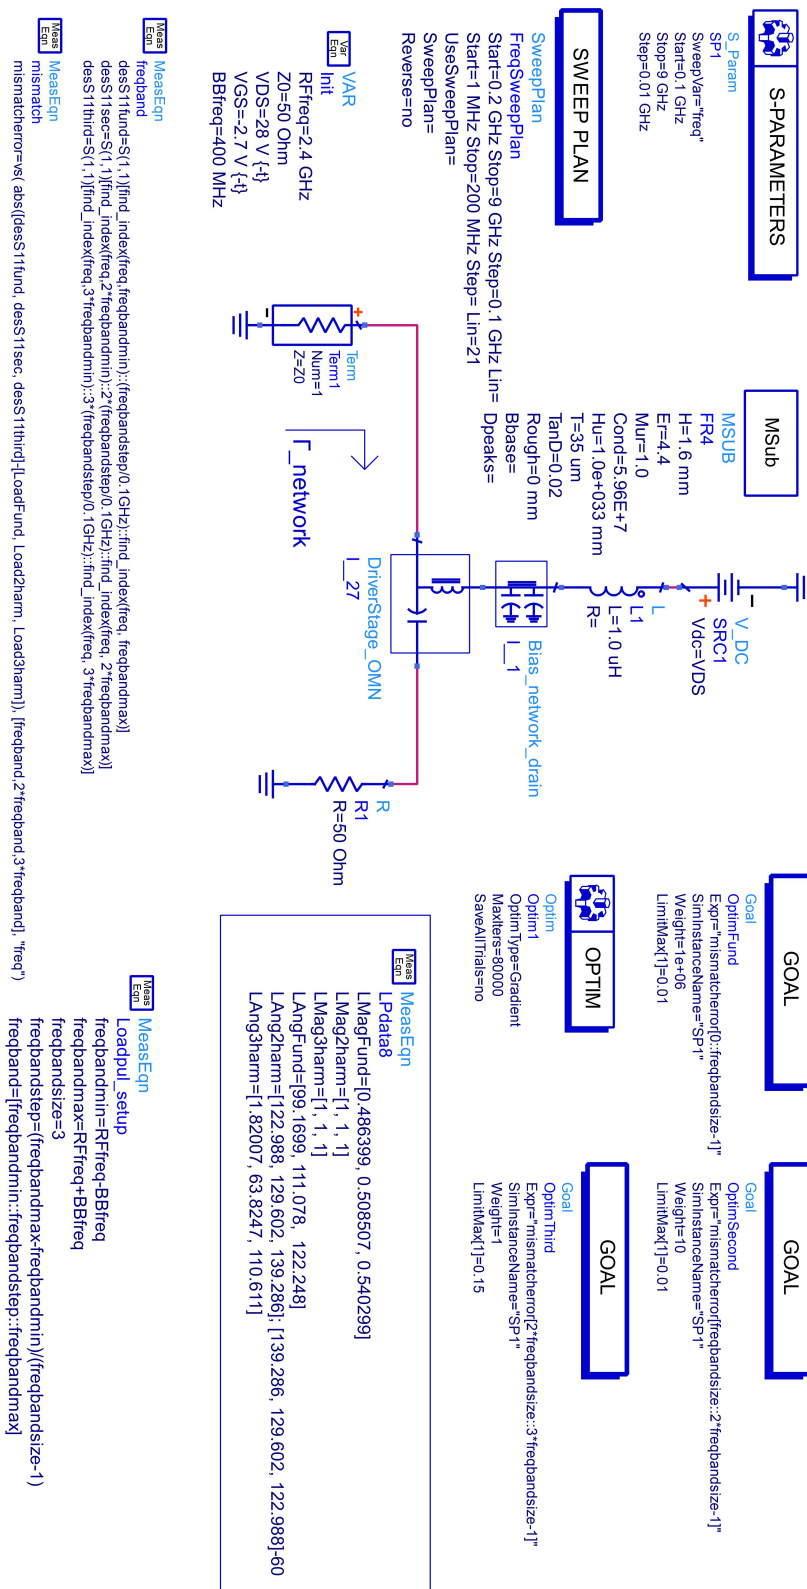 S-PARAMETERS
S_Param
SP1
SweepVar="freq"
Start=0.1 GHz
Stop=9 GHz
Step=0.01 GHz
SWEEP PLAN
SweepPlan
FreqSweepPlan
Start=0.2 GHz Stop=9 GHz Step=0.1 GHz Lin=
Start=1 MHz Stop=200 MHz Step= Lin=21
UseSweepPlan=
SweepPlan=
Reverse=no
Var
Eqn
VAR
Init
RFfreq=2.4 GHz
Z0=50 Ohm
VDS=28 V {-t}
VGS=-2.7 V {-t}
BBfreq=400 MHz
MSub
MSUB
FR4
H=1.6 mm
Er=4.4
Mur=1.0
Cond=5.96E+7
Hu=1.0e+033 mm
T=35 um
TanD=0.02
Rough=0 mm
Bbase=
Dpeaks=
V_DC
SRC1
Vdc=VDS
L
L1
L=1.0 uH
R=
Bias_network_drain
I__1
DriverStage_OMN
I__27
Term
Term1
Num=1
Z=Z0
Γ_network
R
R1
R=50 Ohm
GOAL
Goal
OptimFund
Expr="mismatcherror[0::freqbandsize-1]"
SimInstanceName="SP1"
Weight=1e+06
LimitMax[1]=0.01
GOAL
Goal
OptimSecond
Expr="mismatcherror[freqbandsize::2*freqbandsize-1]"
SimInstanceName="SP1"
Weight=10
LimitMax[1]=0.01
OPTIM
Optim
Optim1
OptimType=Gradient
MaxIters=80000
SaveAllTrials=no
GOAL
Goal
OptimThird
Expr="mismatcherror[2*freqbandsize::3*freqbandsize-1]"
SimInstanceName="SP1"
Weight=1
LimitMax[1]=0.15
Meas
Eqn
MeasEqn
LPdata8
LMagFund=[0.486399, 0.508507, 0.540299]
LMag2harm=[1, 1, 1]
LMag3harm=[1, 1, 1]
LAngFund=[99.1699, 111.078, 122.248]
LAng2harm=[122.988, 129.602, 139.286]; [139.286, 129.602, 122.988]-60
LAng3harm=[1.82007, 63.8247, 110.611]
Meas
Eqn
MeasEqn
freqband
desS11fund=S(1,1)[find_index(freq,freqbandmin)::(freqbandstep/0.1GHz)::find_index(freq, freqbandmax)]
desS11sec=S(1,1)[find_index(freq,2*freqbandmin)::2*(freqbandstep/0.1GHz)::find_index(freq, 2*freqbandmax)]
desS11third=S(1,1)[find_index(freq,3*freqbandmin)::3*(freqbandstep/0.1GHz)::find_index(freq, 3*freqbandmax)]
Meas
Eqn
MeasEqn
mismatch
mismatcherror=vs( abs([desS11fund, desS11sec, desS11third]-[LoadFund, Load2harm, Load3harm]), [freqband,2*freqband,3*freqband], "freq")
Meas
Eqn
MeasEqn
Loadpul_setup
freqbandmin=RFfreq-BBfreq
freqbandmax=RFfreq+BBfreq
freqbandsize=3
freqbandstep=(freqbandmax-freqbandmin)/(freqbandsize-1)
freqband=[freqbandmin::freqbandstep::freqbandmax]